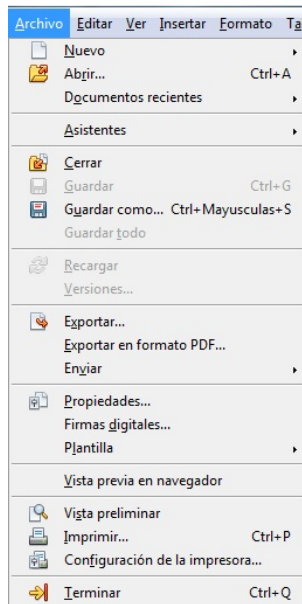 Archivo Editar Ver Insertar Formato Ta
Nuevo
Abrir... Ctrl+A
Documentos recientes
Asistentes
Cerrar
Guardar Ctrl+G
Guardar como... Ctrl+Mayusculas+S
Guardar todo
Recargar
Versiones...
Exportar...
Exportar en formato PDF...
Enviar
Propiedades...
Firmas digitales...
Plantilla
Vista previa en navegador
Vista preliminar
Imprimir... Ctrl+P
Configuración de la impresora...
Terminar Ctrl+Q